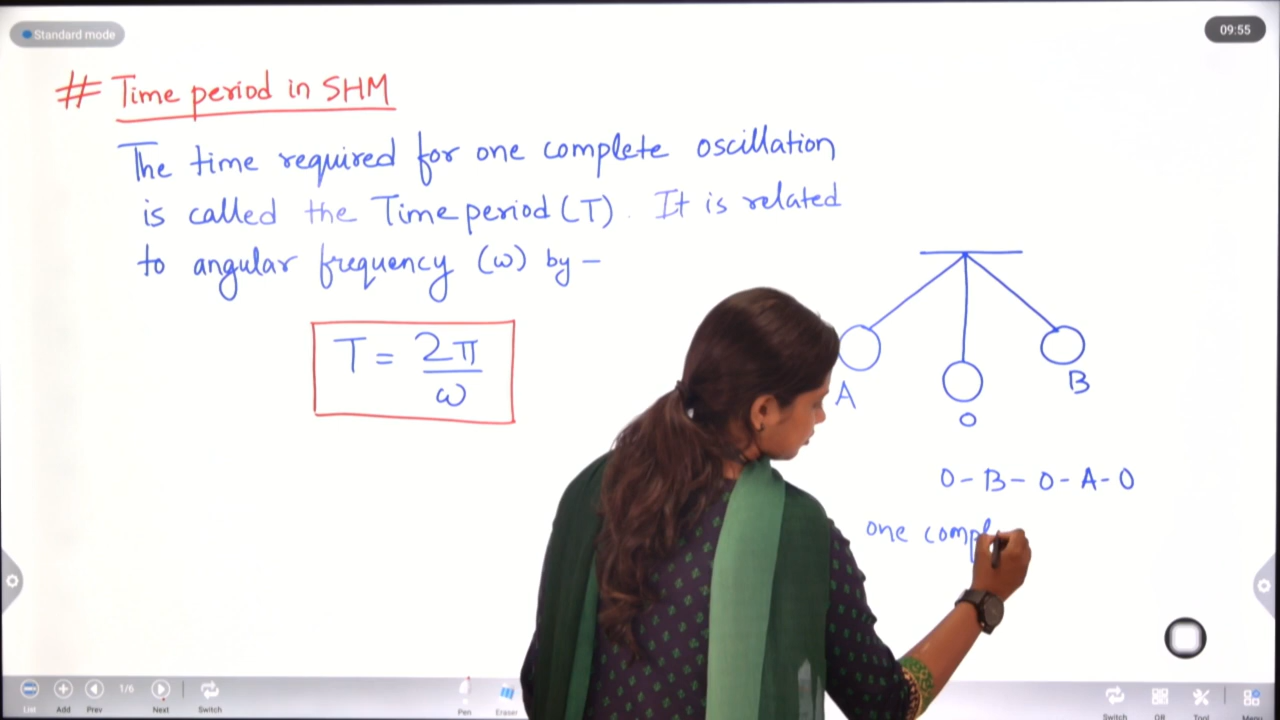 Standard mode
09:55
# Time period in SHM
The time required for one complete oscillation
is called the Time period (T). It is related
to angular frequency (ω) by –
T = 2π/ω
A
O
B
O - B - O - A - O
one compl
List Add Prev 1/6 Next Switch Pen Eraser Switch QR Tool Menu